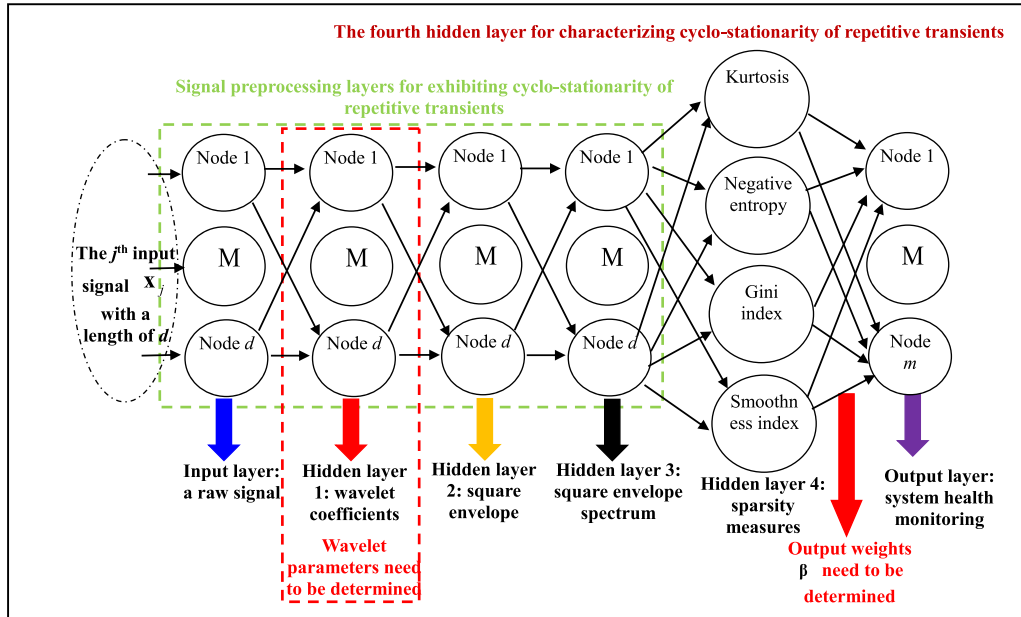 The fourth hidden layer for characterizing cyclo-stationarity of repetitive transients
Signal preprocessing layers for exhibiting cyclo-stationarity of
repetitive transients
The jth input
signal xj
with a
length of d
Node 1
M
Node d
Node 1
M
Node d
Node 1
M
Node d
Node 1
M
Node d
Kurtosis
Negative
entropy
Gini
index
Smoothn
ess index
Node 1
M
Node
m
Input layer:
a raw signal
Hidden layer
1: wavelet
coefficients
Wavelet
parameters need
to be determined
Hidden layer
2: square
envelope
Hidden layer 3:
square envelope
spectrum
Hidden layer 4:
sparsity
measures
Output weights
β need to be
determined
Output layer:
system health
monitoring